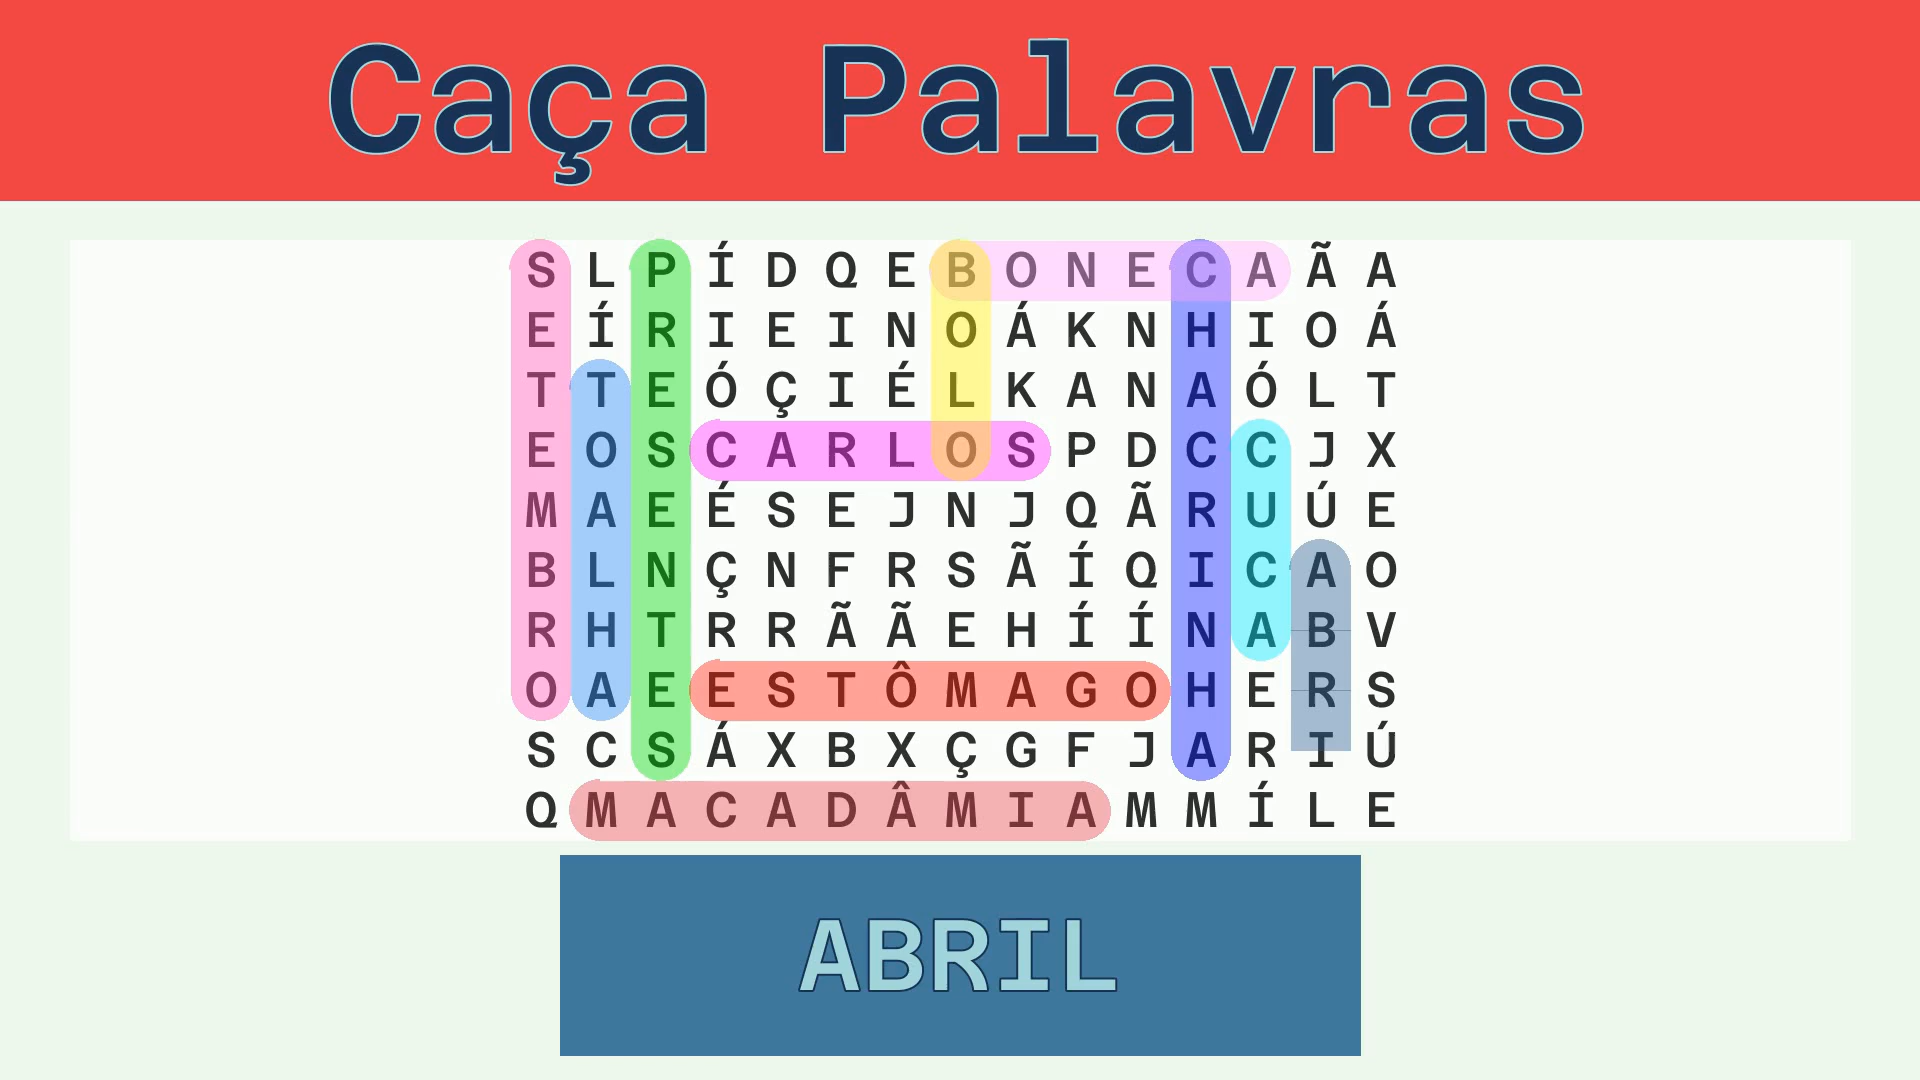 Caça Palavras
S L P Í D Q E B O N E C A Ã A
E Í R I E I N O Á K N H I O Á
T T E Ó Ç I É L K A N A Ó L T
E O S C A R L O S P D C C J X
M A E É S E J N J Q Ã R U Ú E
B L N Ç N F R S Ã Í Q I C A O
R H T R R Ã Ã E H Í Í N A B V
O A E E S T Ô M A G O H E R S
S C S Á X B X Ç G F J A R I Ú
Q M A C A D Â M I A M M Í L E
ABRIL